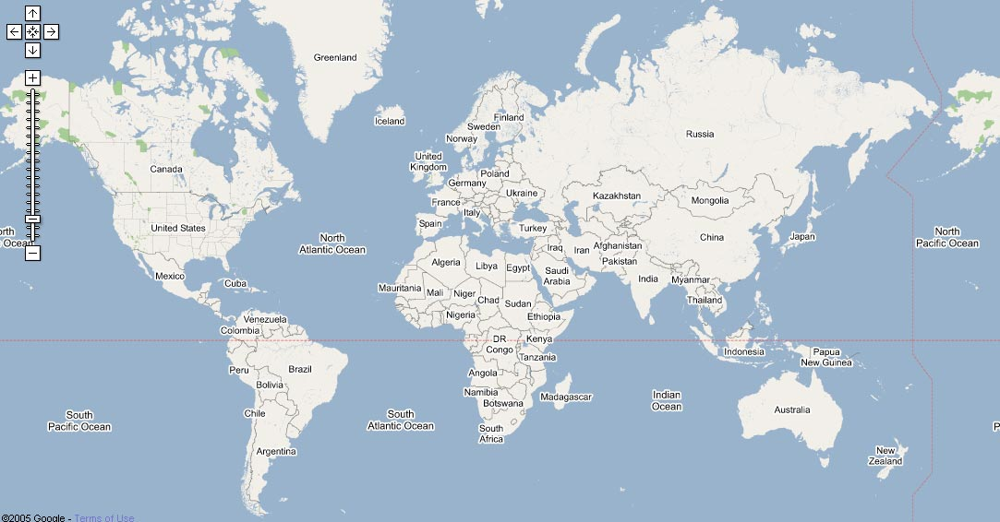 Greenland
Iceland
Finland
Sweden
Norway
Russia
United
Kingdom
Canada
Poland
Germany
Ukraine
Kazakhstan
Mongolia
France
Italy
United States
Spain
Turkey
China
Japan
North
Atlantic Ocean
North
Pacific Ocean
orth
Ocean
Iraq
Iran
Afghanistan
Pakistan
Algeria
Libya
Egypt
Saudi
Arabia
India
Myanmar
Mexico
Cuba
Mauritania
Mali
Niger
Chad
Sudan
Thailand
Nigeria
Ethiopia
Venezuela
Colombia
DR
Congo
Kenya
Tanzania
Indonesia
Papua
New Guinea
Peru
Brazil
Angola
Bolivia
Namibia
Botswana
Madagascar
Indian
Ocean
Chile
South
Pacific Ocean
South
Atlantic Ocean
Australia
South
Africa
Argentina
New
Zealand
P
©2005 Google - Terms of Use